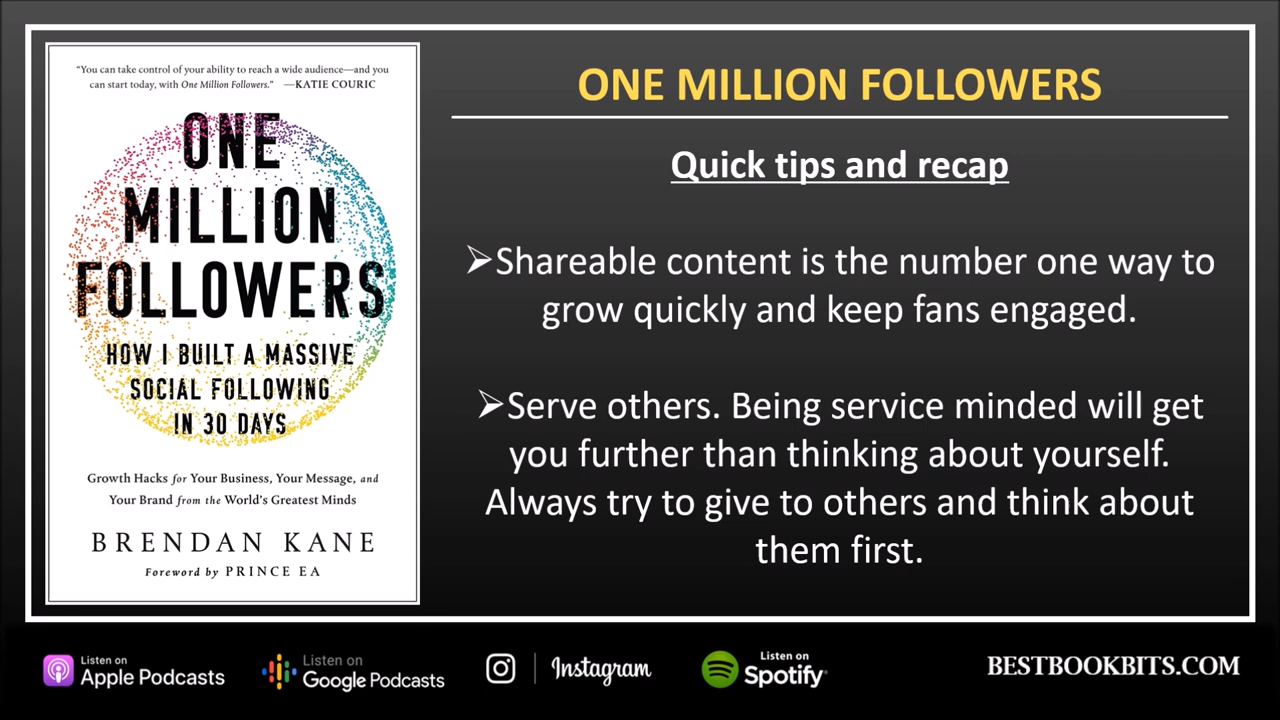 “You can take control of your ability to reach a wide audience—and you
can start today, with One Million Followers.” —KATIE COURIC
ONE
MILLION
FOLLOWERS
HOW I BUILT A MASSIVE
SOCIAL FOLLOWING
IN 30 DAYS
Growth Hacks for Your Business, Your Message, and
Your Brand from the World's Greatest Minds
BRENDAN KANE
Foreword by PRINCE EA
ONE MILLION FOLLOWERS
Quick tips and recap
➢Shareable content is the number one way to
grow quickly and keep fans engaged.
➢Serve others. Being service minded will get
you further than thinking about yourself.
Always try to give to others and think about
them first.
Listen on
Apple Podcasts
Listen on
Google Podcasts
Instagram
Listen on
Spotify
BESTBOOKBITS.COM